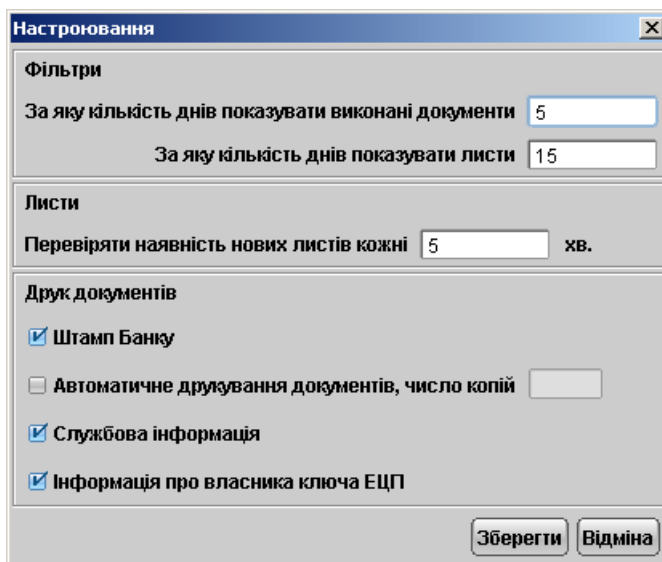 Настроювання
Фільтри
За яку кількість днів показувати виконані документи 5
За яку кількість днів показувати листи 15
Листи
Перевіряти наявність нових листів кожні 5 хв.
Друк документів
Штамп Банку
Автоматичне друкування документів, число копій
Службова інформація
Інформація про власника ключа ЕЦП
Зберегти Відміна